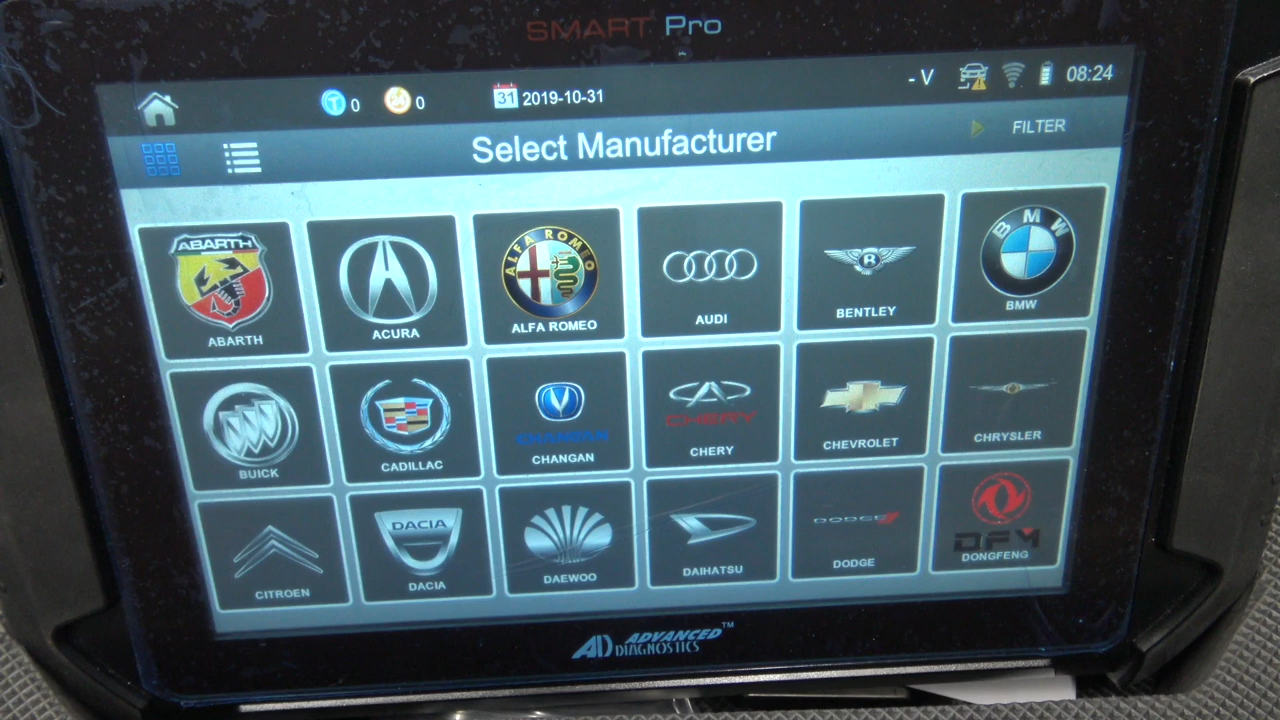 SMART Pro
0 0 31 2019-10-31 - V 08:24
Select Manufacturer FILTER
ABARTH ALFA ROMEO B BMW
ABARTH ACURA ALFA ROMEO AUDI BENTLEY BMW
CHANGAN CHERY
BUICK CADILLAC CHANGAN CHERY CHEVROLET CHRYSLER
DACIA DODGE DFM
CITROEN DACIA DAEWOO DAIHATSU DODGE DONGFENG
AD ADVANCED DIAGNOSTICS™